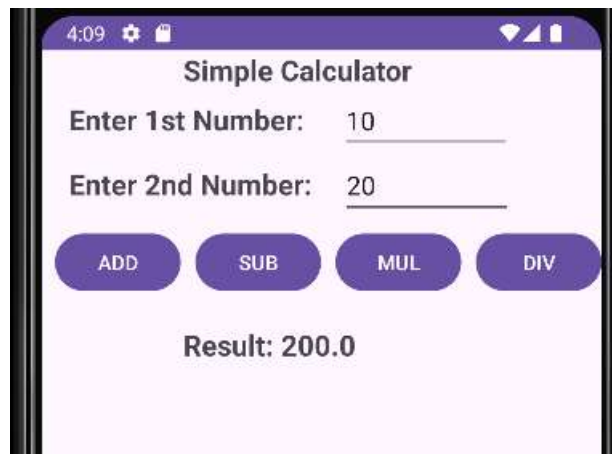 4:09
Simple Calculator
Enter 1st Number: 10
Enter 2nd Number: 20
ADD SUB MUL DIV
Result: 200.0